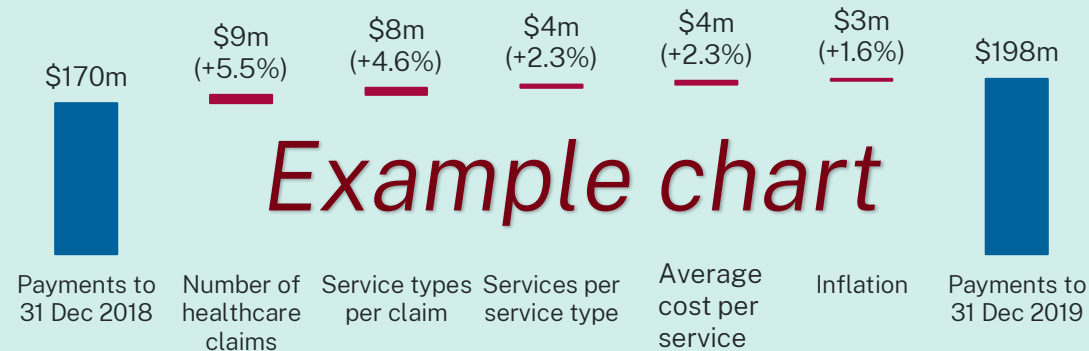 $170m
$9m
(+5.5%)
$8m
(+4.6%)
$4m
(+2.3%)
$4m
(+2.3%)
$3m
(+1.6%)
$198m
Example chart
Payments to
31 Dec 2018
Number of
healthcare
claims
Service types
per claim
Services per
service type
Average
cost per
service
Inflation
Payments to
31 Dec 2019